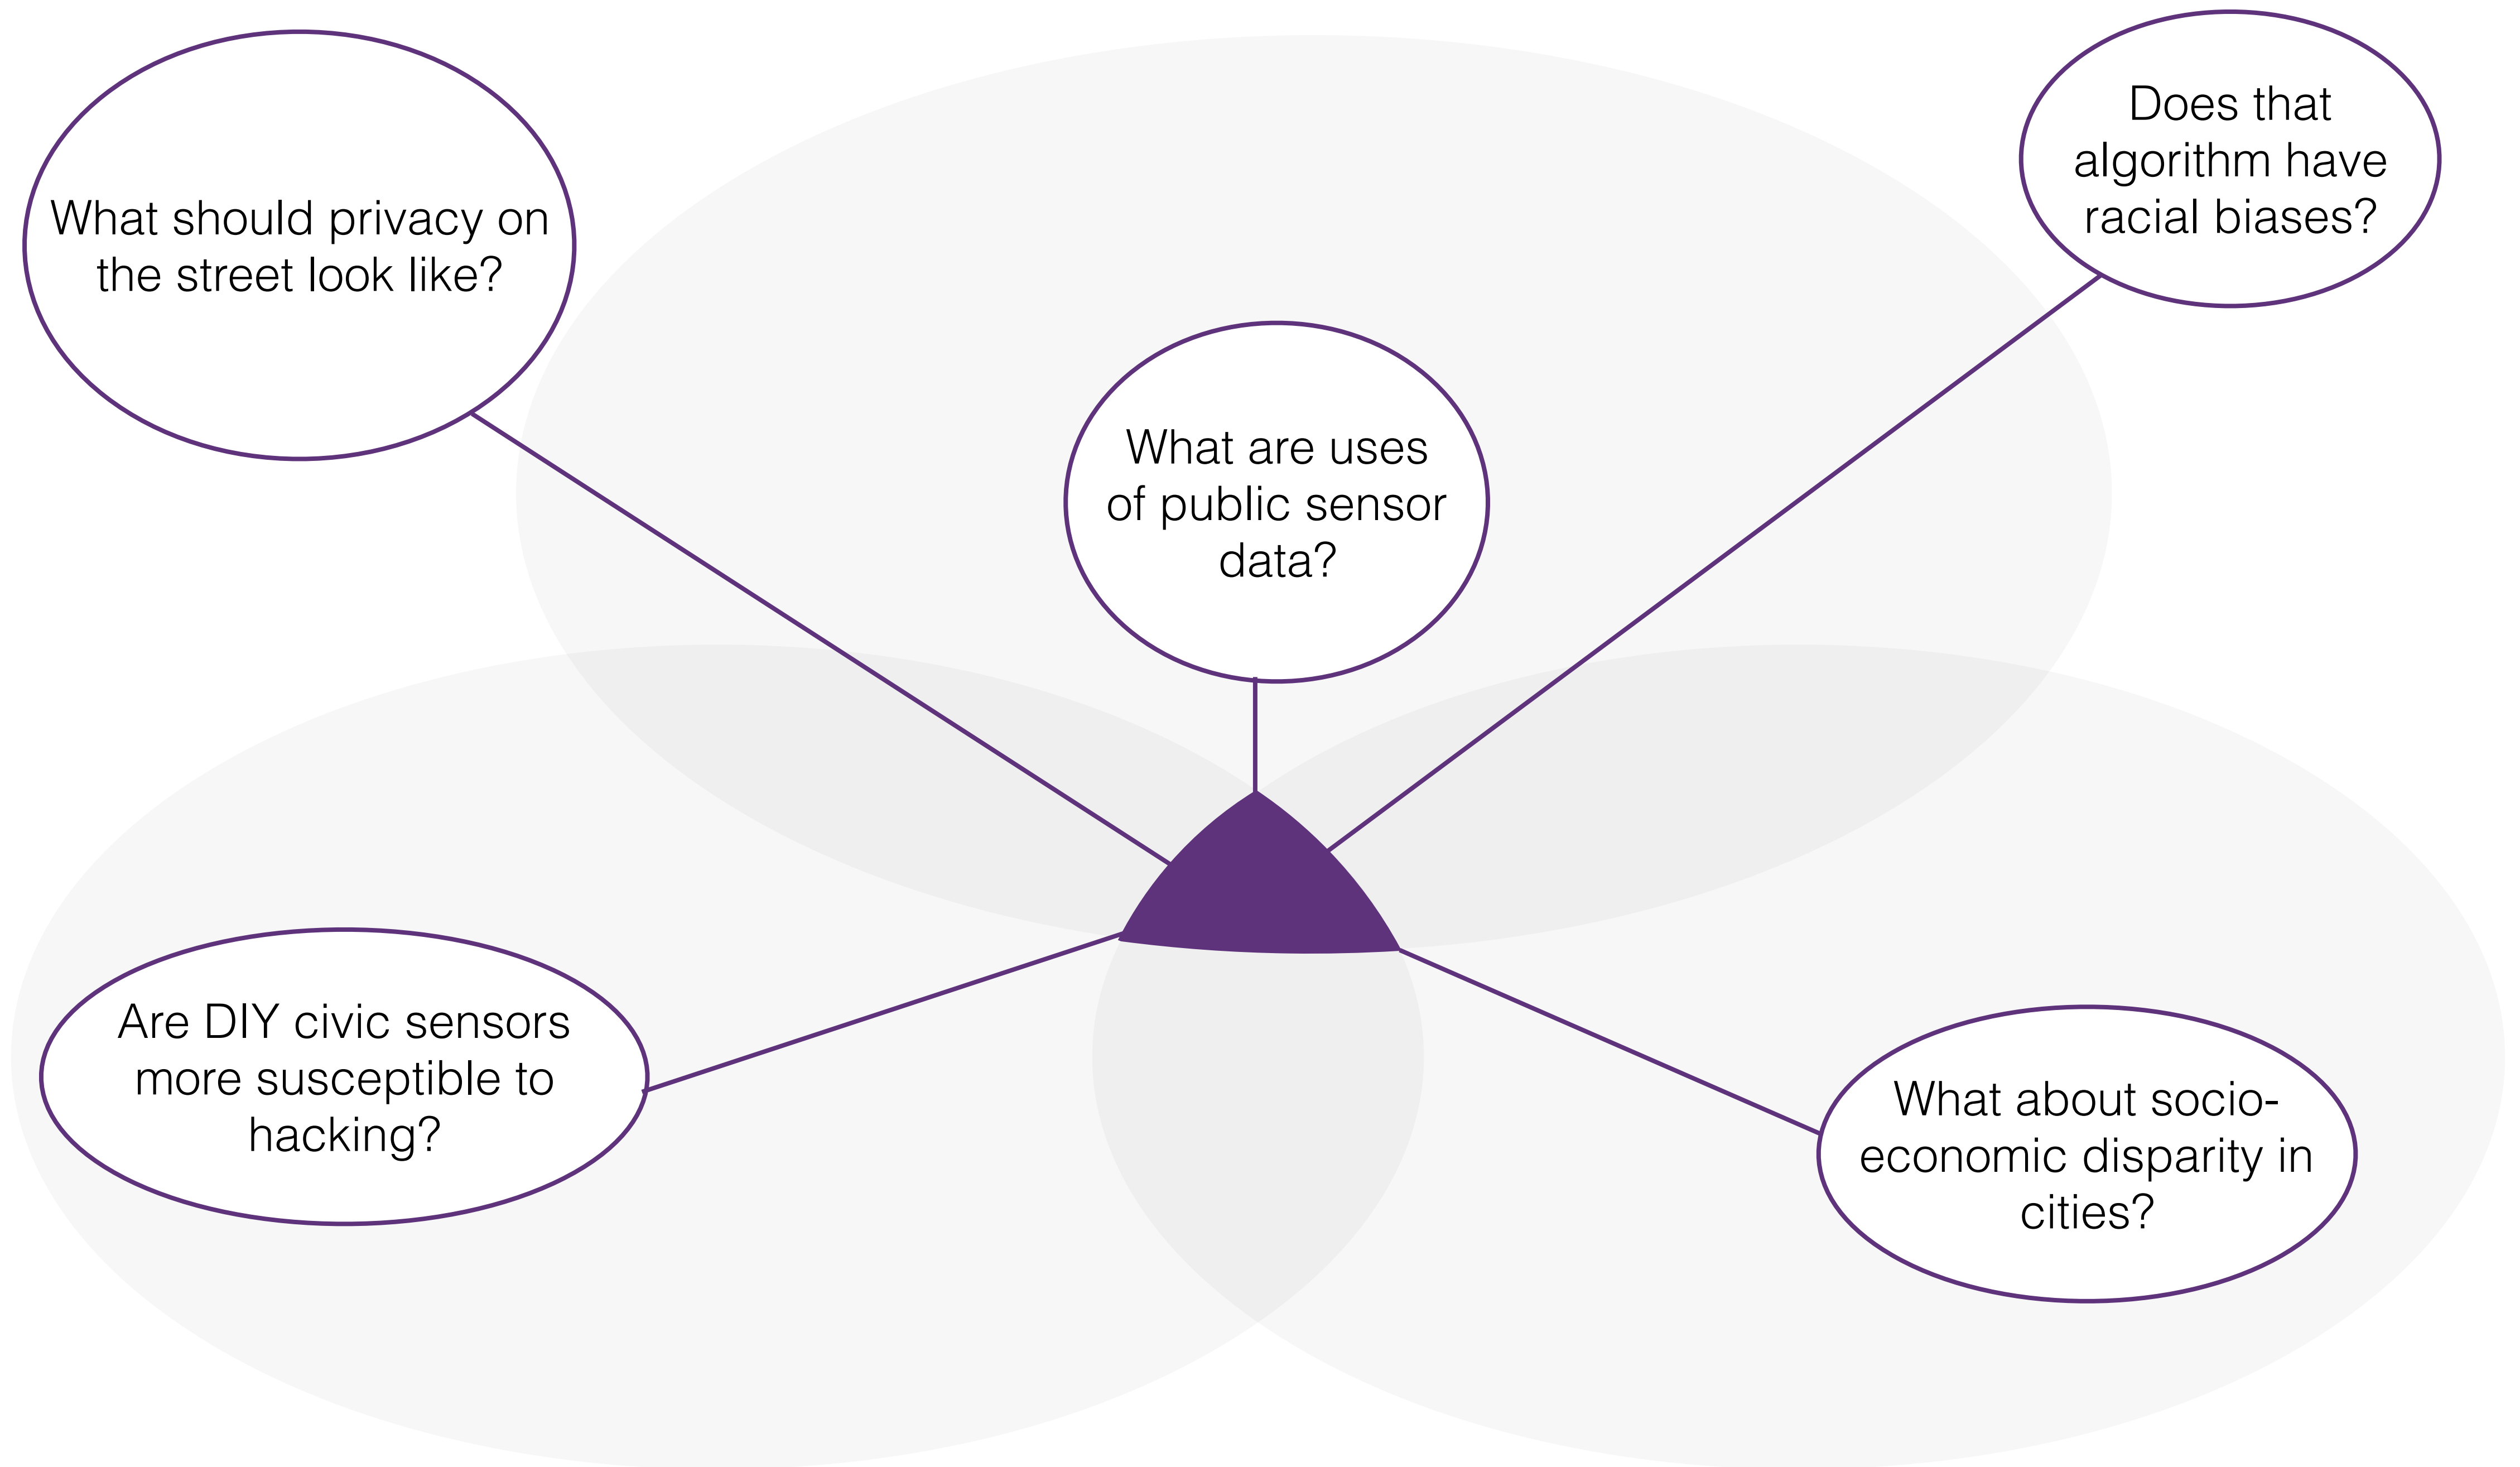 What should privacy on
the street look like?
Does that
algorithm have
racial biases?
What are uses
of public sensor
data?
Are DIY civic sensors
more susceptible to
hacking?
What about socio-
economic disparity in
cities?